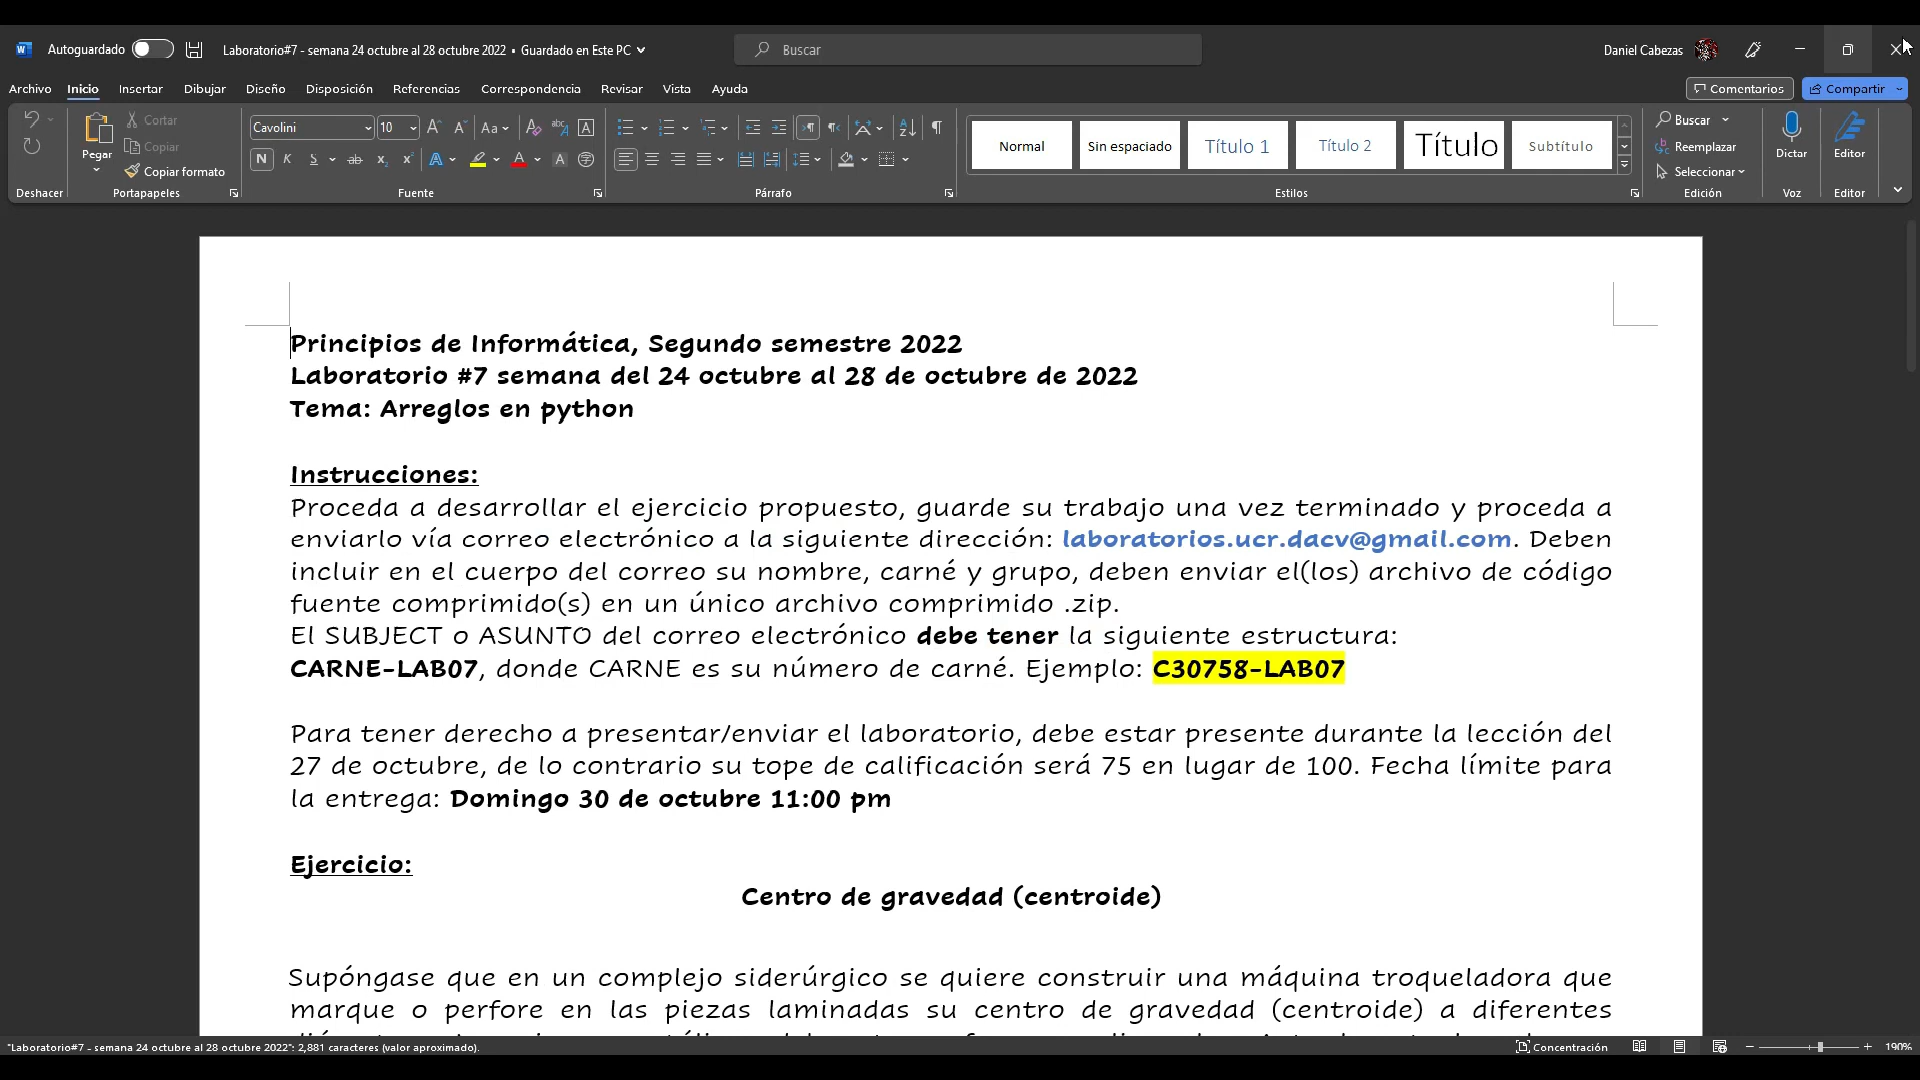 Autoguardado
Laboratorio#7 - semana 24 octubre al 28 octubre 2022 • Guardado en Este PC
Buscar
Daniel Cabezas
Archivo Inicio Insertar Dibujar Diseño Disposición Referencias Correspondencia Revisar Vista Ayuda
Comentarios Compartir
Pegar
Cortar
Copiar
Copiar formato
Cavolini 10
Aa
N K S ab x₂ x² A A A
Normal
Sin espaciado
Título 1
Título 2
Título
Subtítulo
Buscar
Reemplazar
Seleccionar
Dictar
Editor
Deshacer Portapapeles Fuente Párrafo Estilos Edición Voz Editor
Principios de Informática, Segundo semestre 2022
Laboratorio #7 semana del 24 octubre al 28 de octubre de 2022
Tema: Arreglos en python
Instrucciones:
Proceda a desarrollar el ejercicio propuesto, guarde su trabajo una vez terminado y proceda a
enviarlo vía correo electrónico a la siguiente dirección: laboratorios.ucr.dacv@gmail.com. Deben
incluir en el cuerpo del correo su nombre, carné y grupo, deben enviar el(los) archivo de código
fuente comprimido(s) en un único archivo comprimido .zip.
El SUBJECT o ASUNTO del correo electrónico debe tener la siguiente estructura:
CARNE-LAB07, donde CARNE es su número de carné. Ejemplo: C30758-LAB07
Para tener derecho a presentar/enviar el laboratorio, debe estar presente durante la lección del
27 de octubre, de lo contrario su tope de calificación será 75 en lugar de 100. Fecha límite para
la entrega: Domingo 30 de octubre 11:00 pm
Ejercicio:
Centro de gravedad (centroide)
Supóngase que en un complejo siderúrgico se quiere construir una máquina troqueladora que
marque o perfore en las piezas laminadas su centro de gravedad (centroide) a diferentes
"Laboratorio#7 - semana 24 octubre al 28 octubre 2022": 2,881 caracteres (valor aproximado).
Concentración
190%